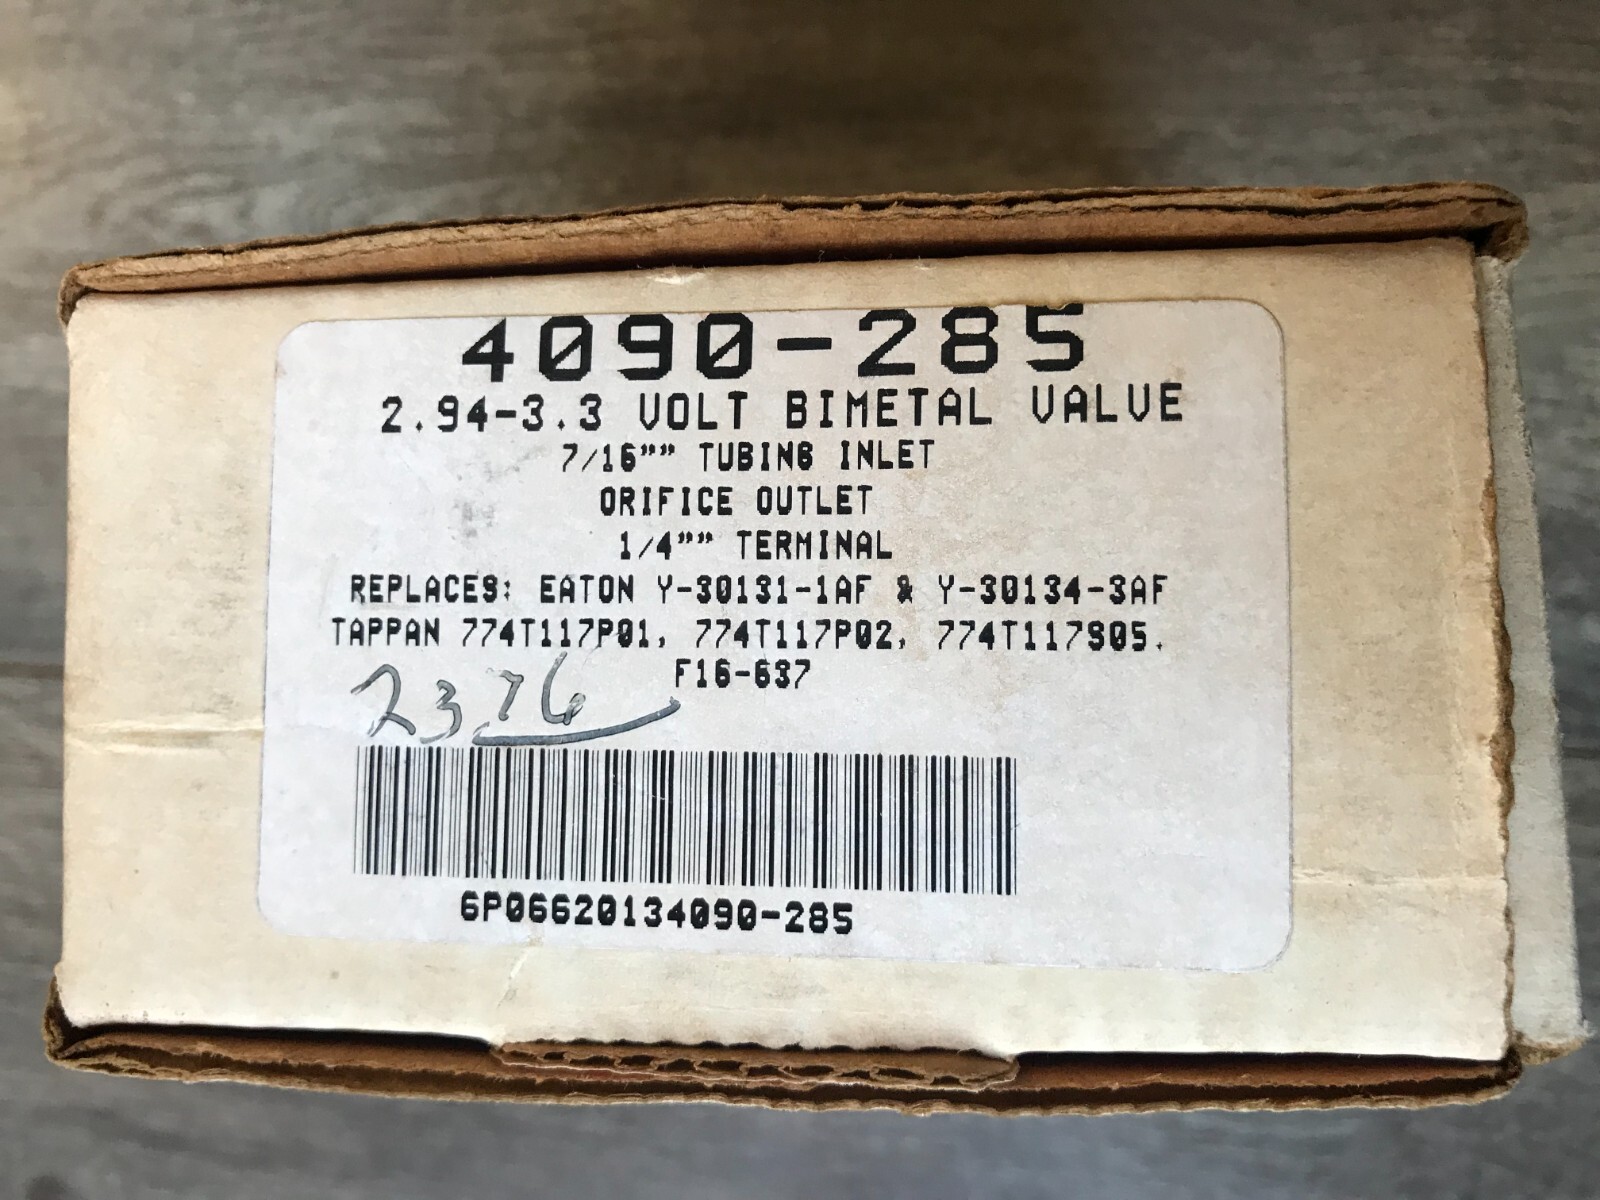 4090-285
2.94-3.3 VOLT BIMETAL VALVE
7/16"" TUBING INLET
ORIFICE OUTLET
1/4"" TERMINAL
REPLACES: EATON Y-30131-1AF & Y-30134-3AF
TAPPAN 774T117P01, 774T117P02, 774T117S05.
F16-637
2376
6P06620134090-285